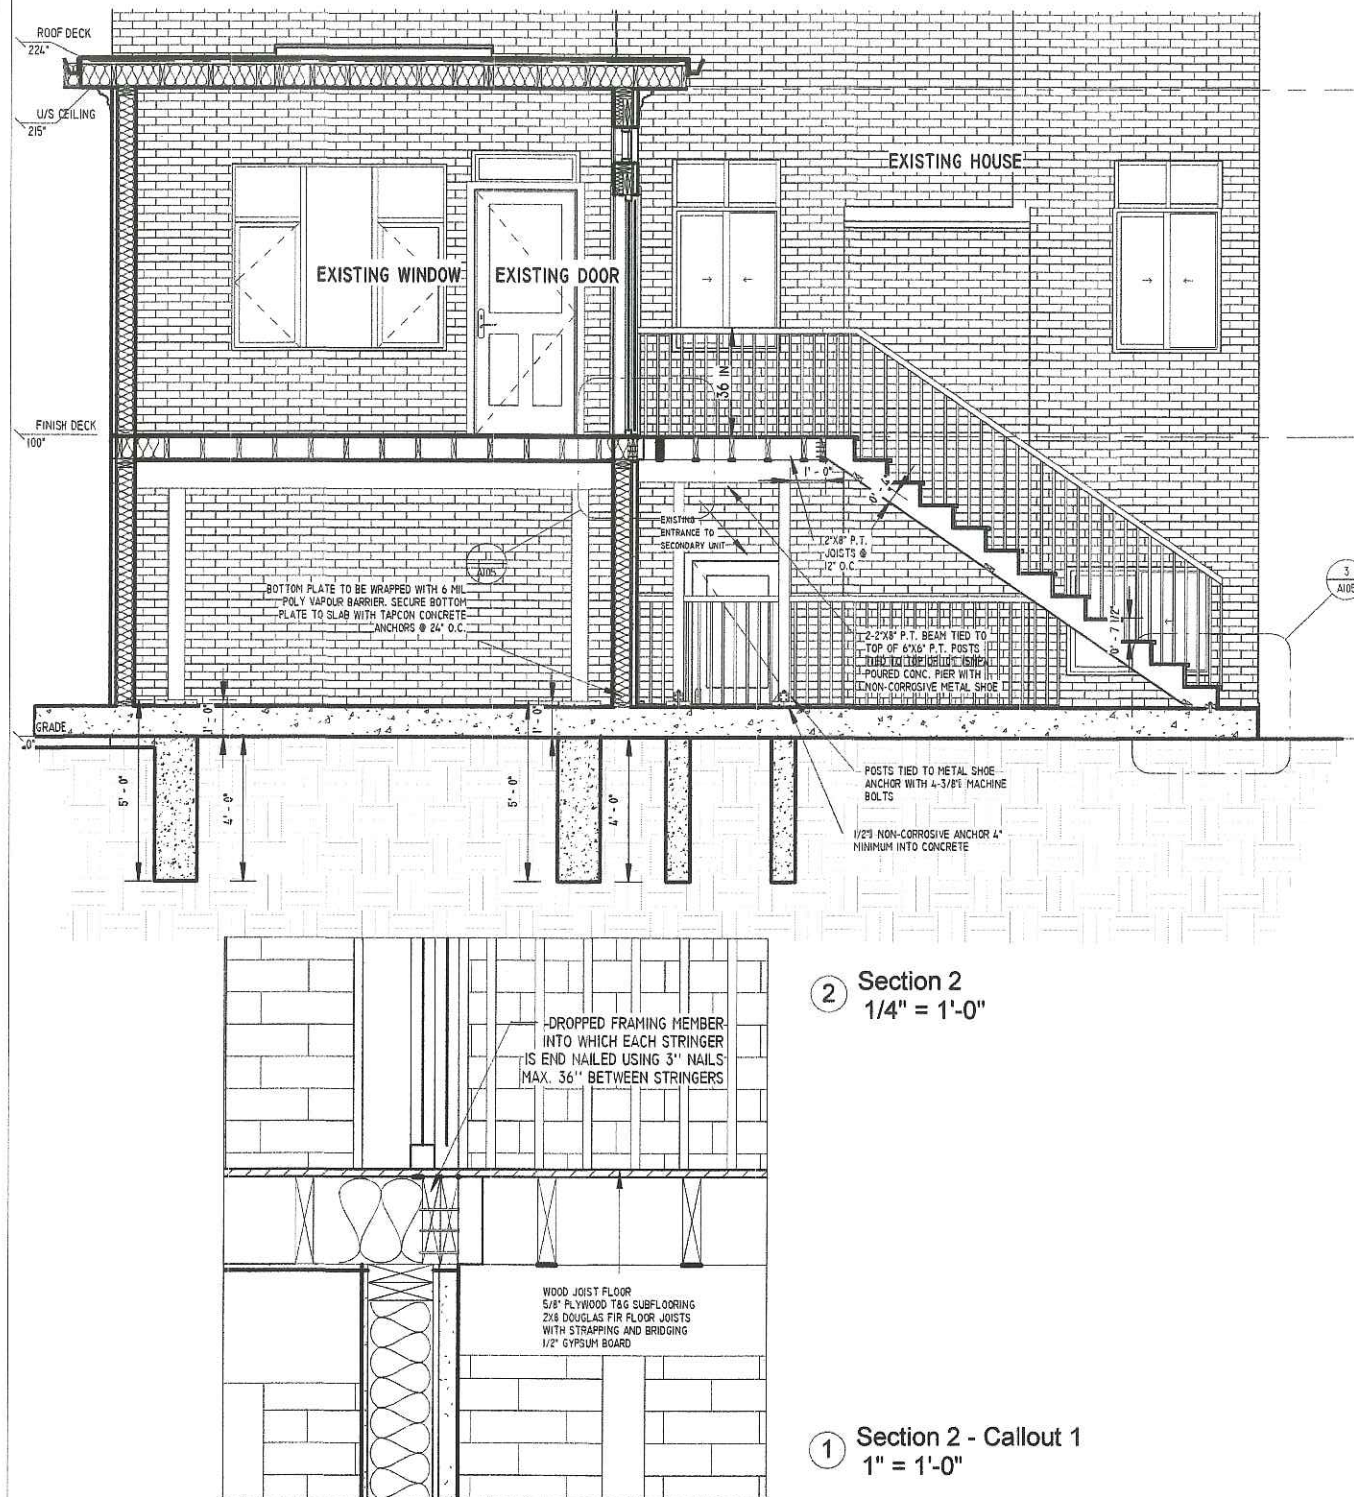 ROOF DECK
224"
U/S CEILING
215"
EXISTING HOUSE
EXISTING WINDOW
EXISTING DOOR
36 IN
FINISH DECK
100"
1' - 0"
0' - 4"
EXISTING
ENTRANCE TO
SECONDARY UNIT
2"X8" P.T.
JOISTS @
12" O.C.
1
A105
3
A105
BOTTOM PLATE TO BE WRAPPED WITH 6 MIL
POLY VAPOUR BARRIER. SECURE BOTTOM
PLATE TO SLAB WITH TAPCON CONCRETE
ANCHORS @ 24" O.C.
0' - 7 1/2"
2-2"X8" P.T. BEAM TIED TO
TOP OF 6"X6" P.T. POSTS
TIED TO TOP OF 10"
POURED CONC. PIER WITH
NON-CORROSIVE METAL SHOE
1' - 0"
1' - 0"
GRADE
0"
5' - 0"
4' - 0"
5' - 0"
4' - 0"
POSTS TIED TO METAL SHOE
ANCHOR WITH 4-3/8" MACHINE
BOLTS
1/2" NON-CORROSIVE ANCHOR 4"
MINIMUM INTO CONCRETE
2
Section 2
1/4" = 1'-0"
DROPPED FRAMING MEMBER
INTO WHICH EACH STRINGER
IS END NAILED USING 3'' NAILS
MAX. 36'' BETWEEN STRINGERS
WOOD JOIST FLOOR
5/8" PLYWOOD T&G SUBFLOORING
2X8 DOUGLAS FIR FLOOR JOISTS
WITH STRAPPING AND BRIDGING
1/2" GYPSUM BOARD
1
Section 2 - Callout 1
1" = 1'-0"